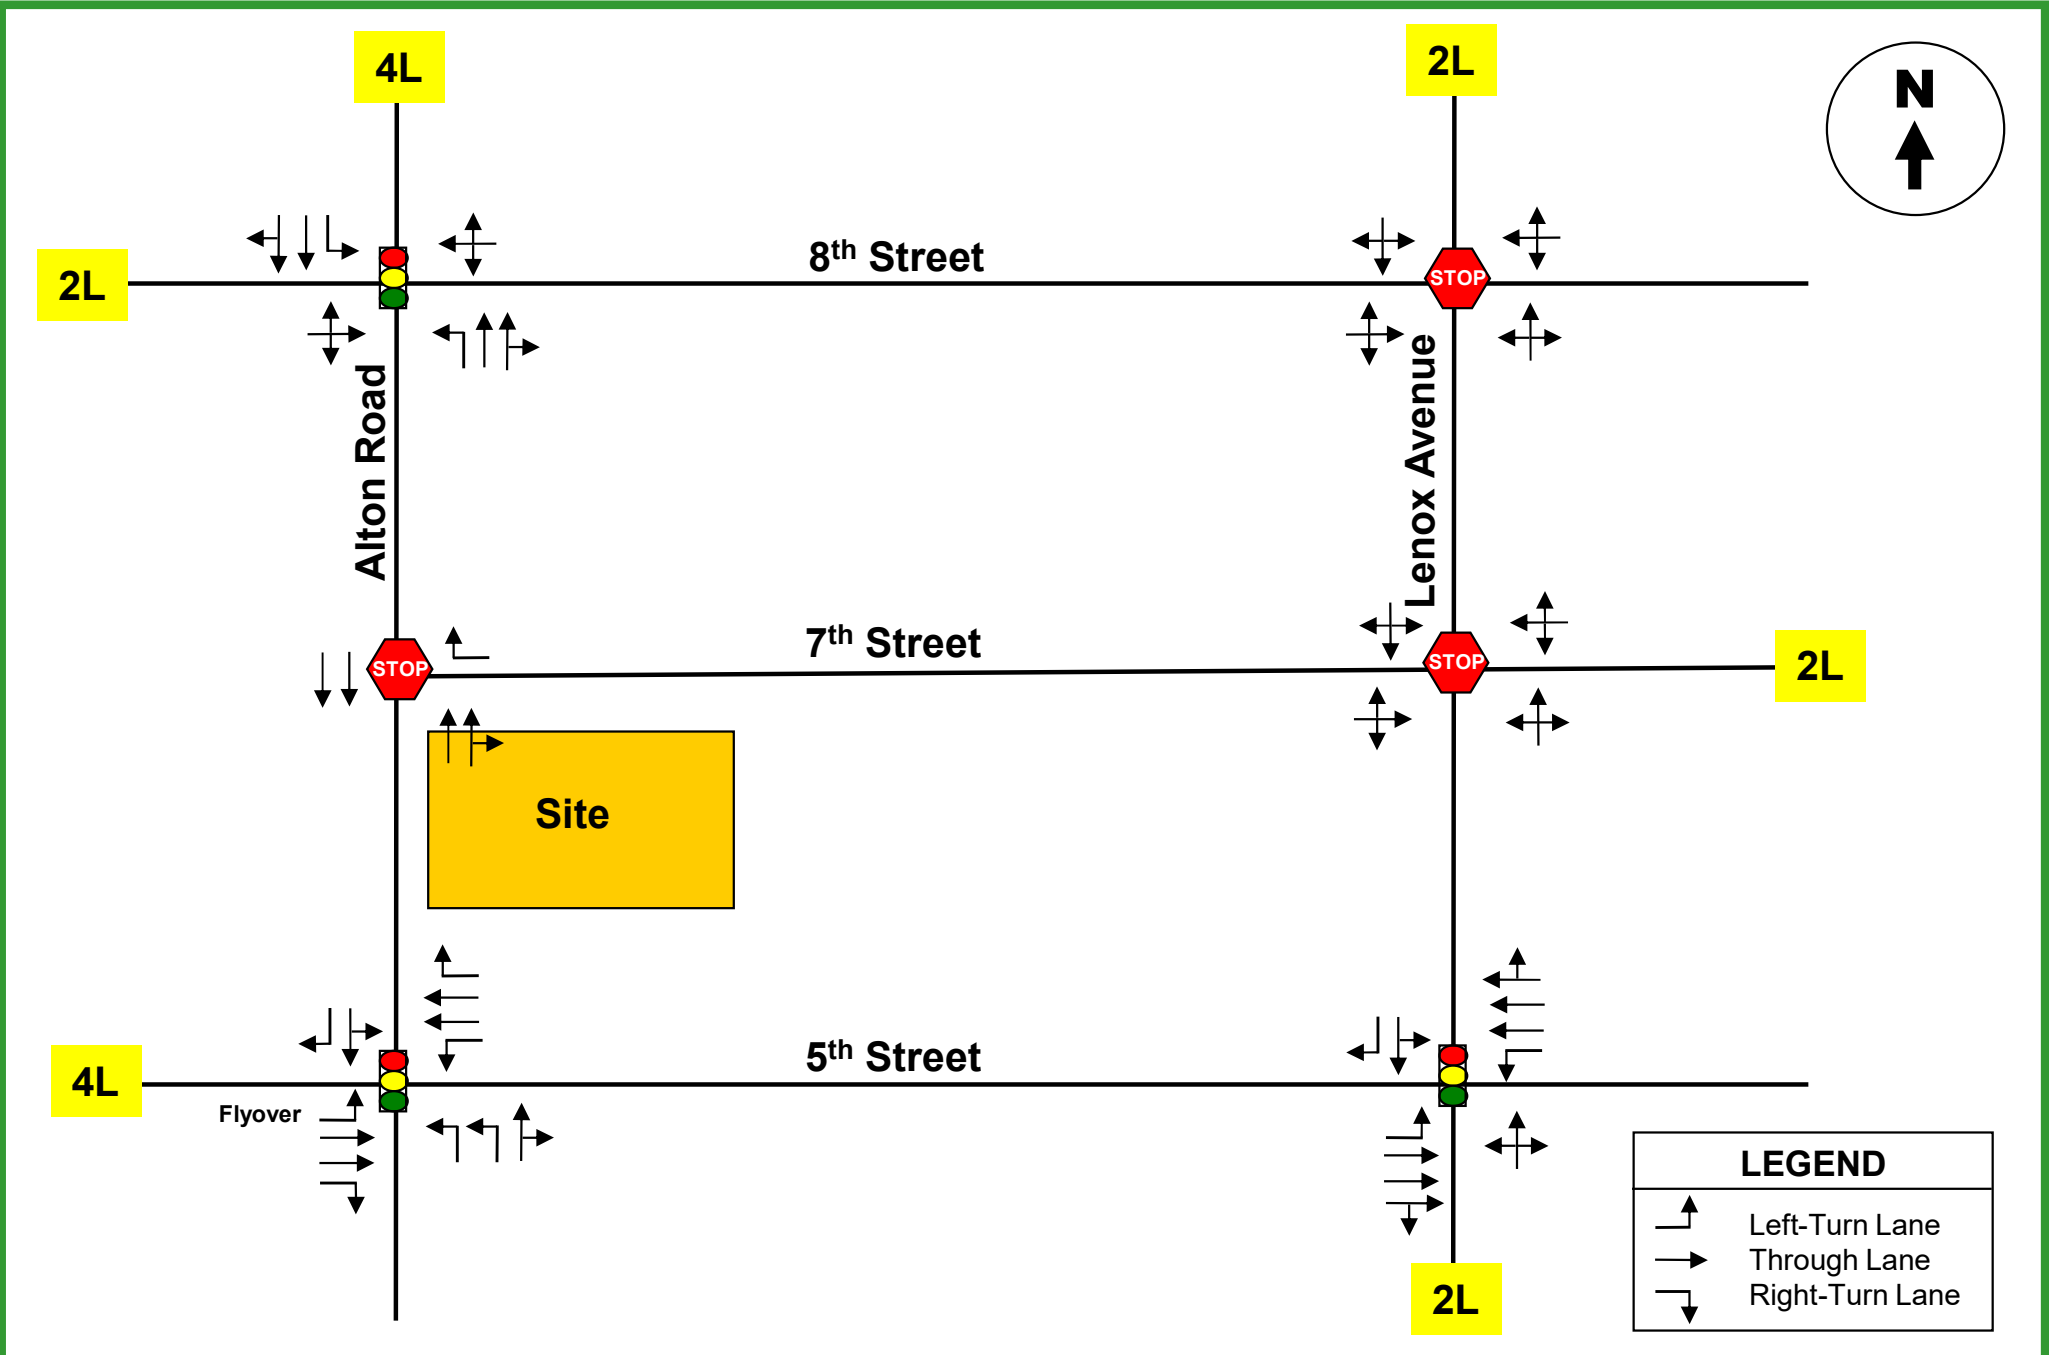 4L
2L
N
2L
8th Street
STOP
Alton Road
Lenox Avenue
STOP
7th Street
STOP
2L
Site
4L
5th Street
Flyover
LEGEND
Left-Turn Lane
Through Lane
Right-Turn Lane
2L